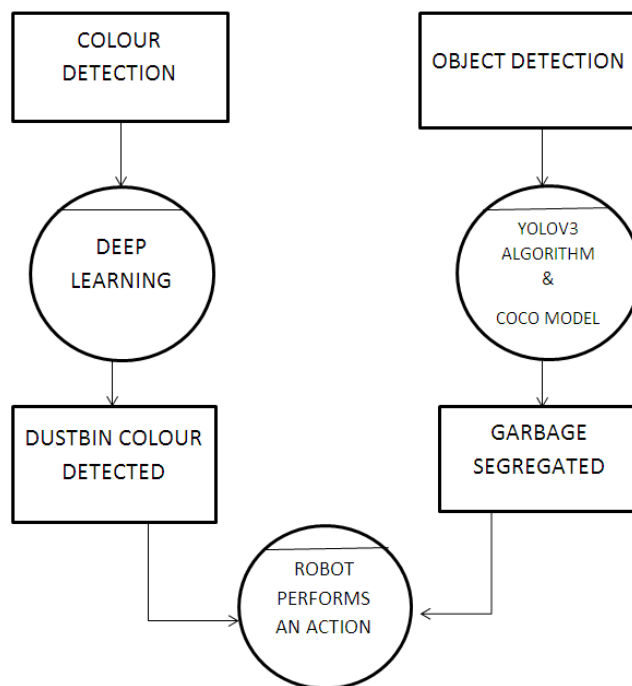 COLOUR
DETECTION
OBJECT DETECTION
DEEP
LEARNING
YOLOV3
ALGORITHM
&
COCO MODEL
DUSTBIN COLOUR
DETECTED
GARBAGE
SEGREGATED
ROBOT
PERFORMS
AN ACTION